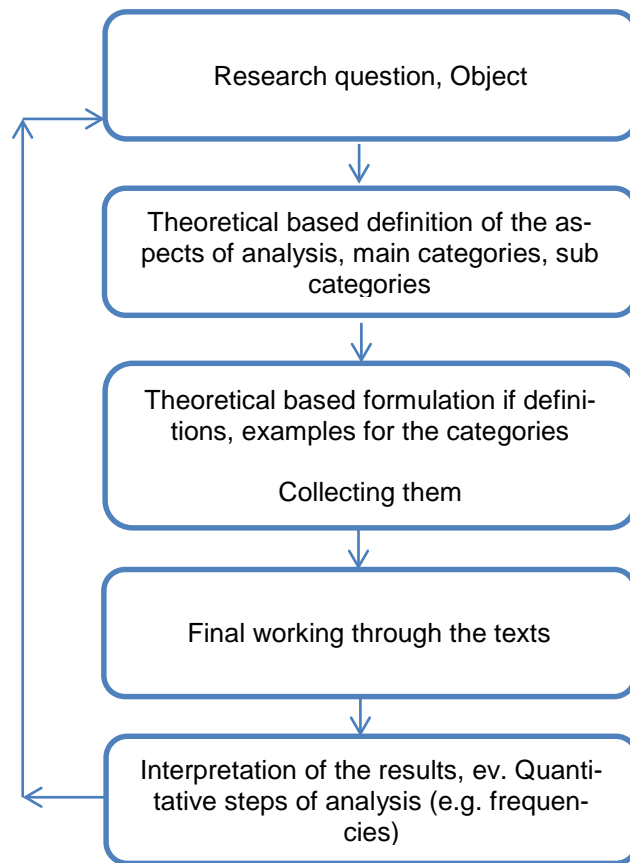 Research question, Object
Theoretical based definition of the as-
pects of analysis, main categories, sub
categories
Theoretical based formulation if defini-
tions, examples for the categories
Collecting them
Final working through the texts
Interpretation of the results, ev. Quanti-
tative steps of analysis (e.g. frequen-
cies)